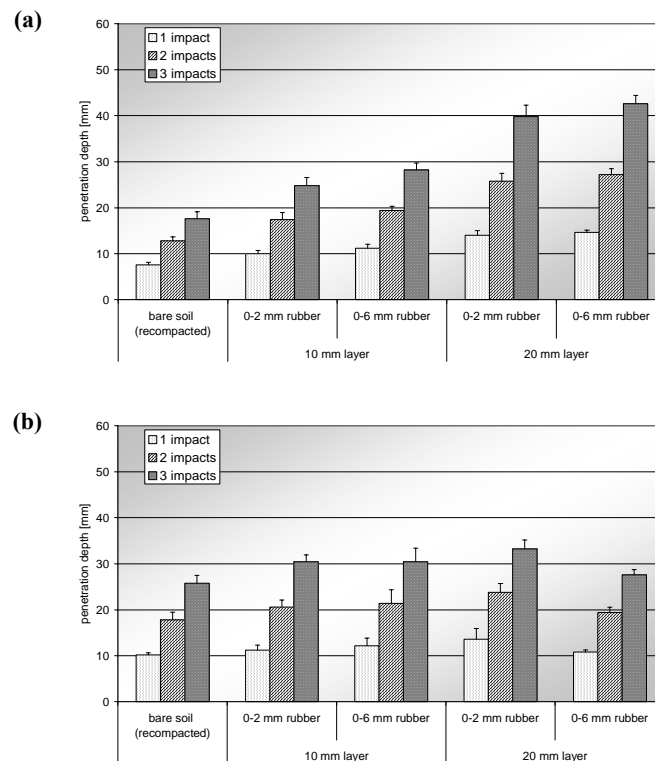 (a)
60
50
40
30
20
10
0
penetration depth [mm]
1 impact
2 impacts
3 impacts
bare soil
(recompacted)
0-2 mm rubber
0-6 mm rubber
0-2 mm rubber
0-6 mm rubber
10 mm layer
20 mm layer
(b)
60
50
40
30
20
10
0
penetration depth [mm]
1 impact
2 impacts
3 impacts
bare soil
(recompacted)
0-2 mm rubber
0-6 mm rubber
0-2 mm rubber
0-6 mm rubber
10 mm layer
20 mm layer